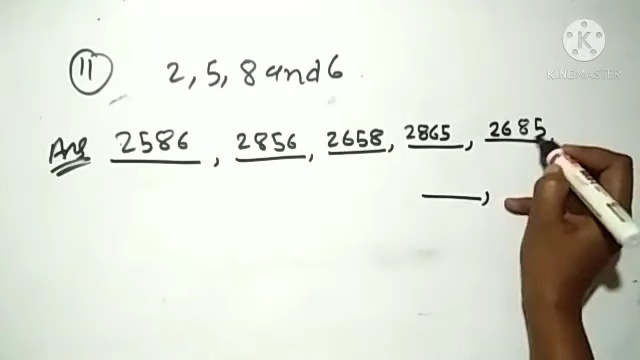 11 2, 5, 8 and 6
KINEMASTER
Ans 2586, 2856, 2658, 2865, 2685
,